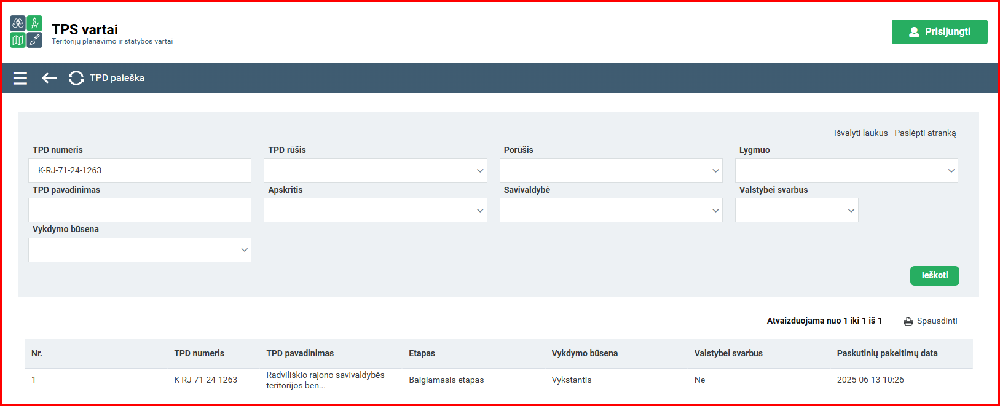 TPS vartai
Teritorijų planavimo ir statybos vartai
Prisijungti
TPD paieška
Išvalyti laukus Paslėpti atranką
TPD numeris TPD rūšis Porūšis Lygmuo
K-RJ-71-24-1263
TPD pavadinimas Apskritis Savivaldybė Valstybei svarbus
Vykdymo būsena
Ieškoti
Atvaizduojama nuo 1 iki 1 iš 1 Spausdinti
Nr. TPD numeris TPD pavadinimas Etapas Vykdymo būsena Valstybei svarbus Paskutinių pakeitimų data
1 K-RJ-71-24-1263 Radviliškio rajono savivaldybės teritorijos ben... Baigiamasis etapas Vykstantis Ne 2025-06-13 10:26